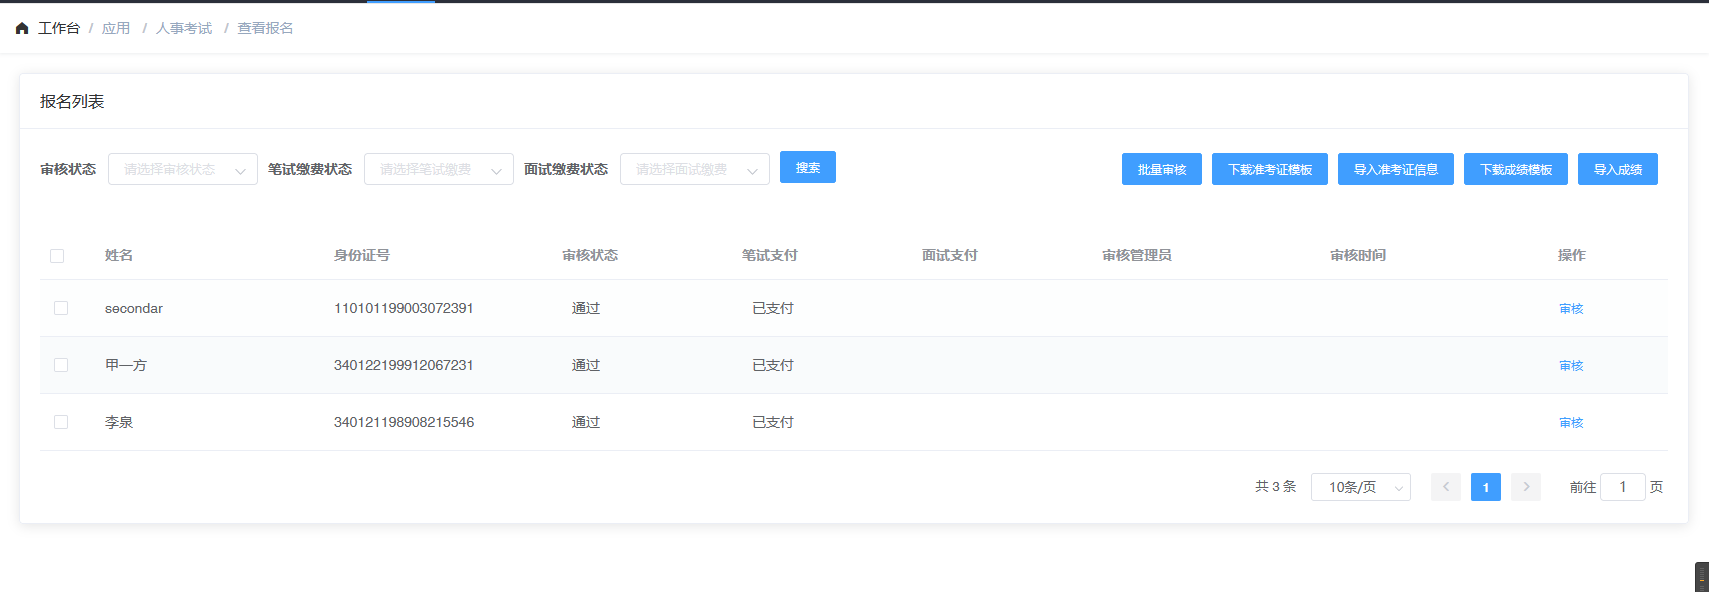 工作台 / 应用 / 人事考试 / 查看报名
报名列表
审核状态 请选择审核状态 笔试缴费状态 请选择笔试缴费 面试缴费状态 请选择面试缴费 搜索 批量审核 下载准考证模板 导入准考证信息 下载成绩模板 导入成绩
姓名 身份证号 审核状态 笔试支付 面试支付 审核管理员 审核时间 操作
secondar 110101199003072391 通过 已支付 审核
甲一方 340122199912067231 通过 已支付 审核
李泉 340121198908215546 通过 已支付 审核
共 3 条 10条/页 1 前往 1 页